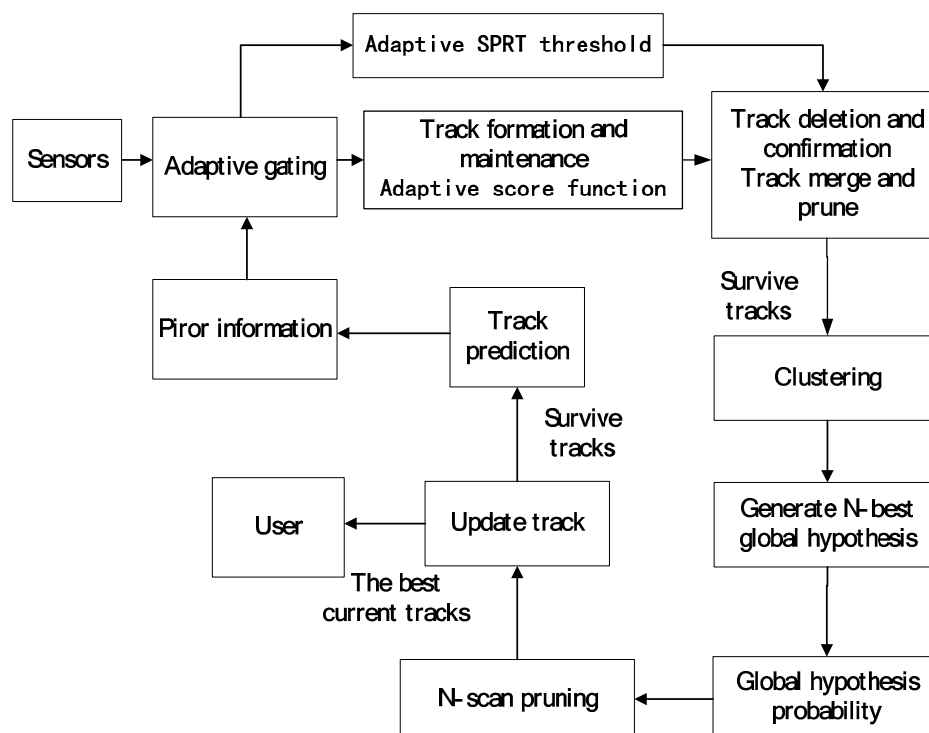 Adaptive SPRT threshold
Sensors
Adaptive gating
Track formation and
maintenance
Adaptive score function
Track deletion and
confirmation
Track merge and
prune
Survive
tracks
Piror information
Track
prediction
Clustering
Survive
tracks
User
Update track
Generate N-best
global hypothesis
The best
current tracks
N-scan pruning
Global hypothesis
probability